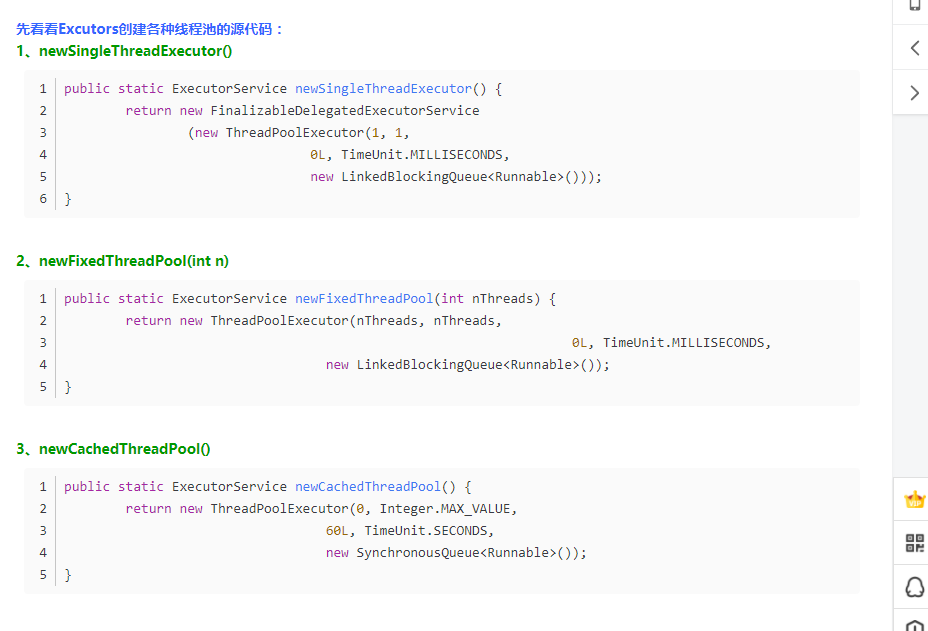 先看看Excutors创建各种线程池的源代码：
1、newSingleThreadExecutor()
1 public static ExecutorService newSingleThreadExecutor() {
2         return new FinalizableDelegatedExecutorService
3                 (new ThreadPoolExecutor(1, 1,
4                                 0L, TimeUnit.MILLISECONDS,
5                                 new LinkedBlockingQueue<Runnable>()));
6 }
2、newFixedThreadPool(int n)
1 public static ExecutorService newFixedThreadPool(int nThreads) {
2         return new ThreadPoolExecutor(nThreads, nThreads,
3                                                                   0L, TimeUnit.MILLISECONDS,
4                                   new LinkedBlockingQueue<Runnable>());
5 }
3、newCachedThreadPool()
1 public static ExecutorService newCachedThreadPool() {
2         return new ThreadPoolExecutor(0, Integer.MAX_VALUE,
3                                   60L, TimeUnit.SECONDS,
4                                   new SynchronousQueue<Runnable>());
5 }